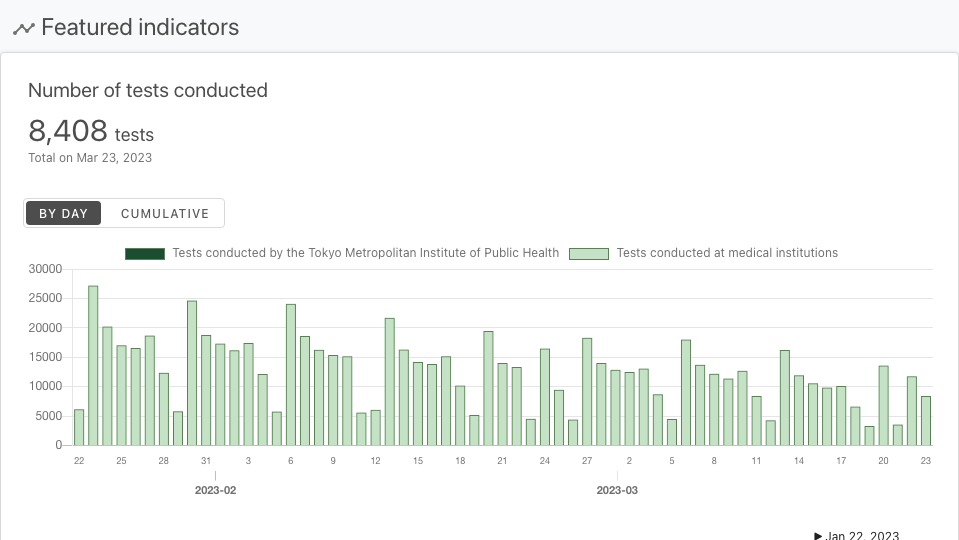 Featured indicators
Number of tests conducted
8,408 tests
Total on Mar 23, 2023
BY DAY CUMULATIVE
Tests conducted by the Tokyo Metropolitan Institute of Public Health Tests conducted at medical institutions
30000
25000
20000
15000
10000
5000
0
22 25 28 31 3 6 9 12 15 18 21 24 27 2 5 8 11 14 17 20 23
2023-02 2023-03
Jan 22, 2023